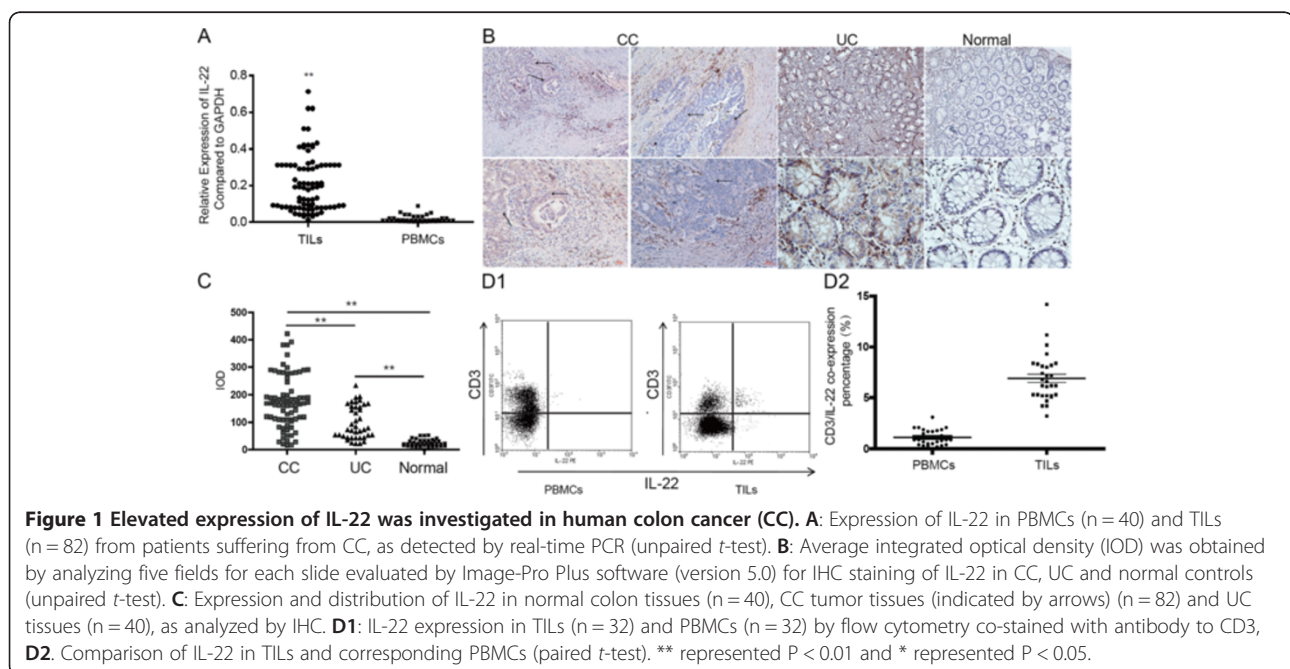 A
Relative Expression of IL-22
Compared to GAPDH
0.8
0.6
0.4
0.2
0.0
**
TILs
PBMCs
B
CC
UC
Normal
C
IOD
500
400
300
200
100
0
**
**
**
CC
UC
Normal
D1
CD3
CD3
IL-22 PE
IL-22 PE
IL-22
PBMCs
TILs
D2
CD3/IL-22 co-expression
pencentage (%)
15
10
5
0
PBMCs
TILs
Figure 1 Elevated expression of IL-22 was investigated in human colon cancer (CC). A: Expression of IL-22 in PBMCs (n = 40) and TILs
(n = 82) from patients suffering from CC, as detected by real-time PCR (unpaired t-test). B: Average integrated optical density (IOD) was obtained
by analyzing five fields for each slide evaluated by Image-Pro Plus software (version 5.0) for IHC staining of IL-22 in CC, UC and normal controls
(unpaired t-test). C: Expression and distribution of IL-22 in normal colon tissues (n = 40), CC tumor tissues (indicated by arrows) (n = 82) and UC
tissues (n = 40), as analyzed by IHC. D1: IL-22 expression in TILs (n = 32) and PBMCs (n = 32) by flow cytometry co-stained with antibody to CD3,
D2. Comparison of IL-22 in TILs and corresponding PBMCs (paired t-test). ** represented P < 0.01 and * represented P < 0.05.